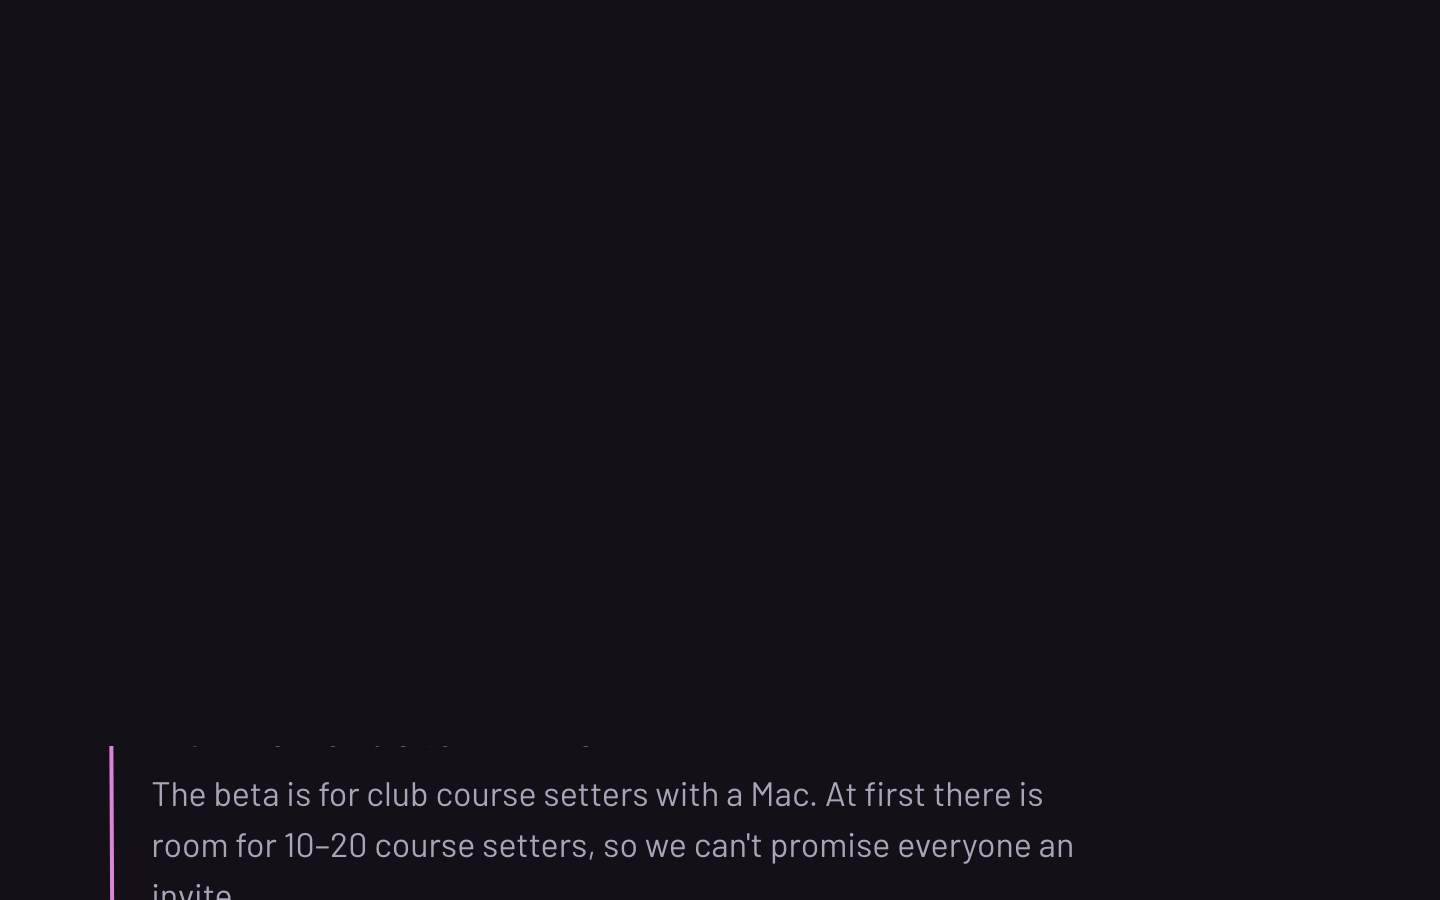 The beta is for club course setters with a Mac. At first there is
room for 10–20 course setters, so we can't promise everyone an
invite.